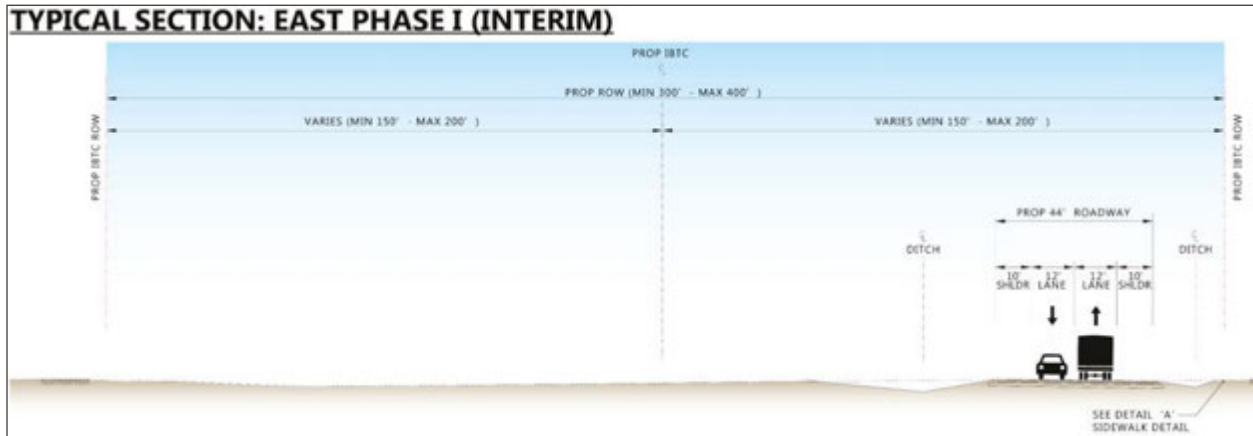 TYPICAL SECTION: EAST PHASE I (INTERIM)
PROP IBTC
℄
PROP ROW (MIN 300' - MAX 400')
VARIES (MIN 150' - MAX 200')
VARIES (MIN 150' - MAX 200')
PROP IBTC ROW
PROP IBTC ROW
PROP 44' ROADWAY
℄
DITCH
℄
DITCH
10'
SHLDR
12'
LANE
12'
LANE
10'
SHLDR
SEE DETAIL 'A'
SIDEWALK DETAIL